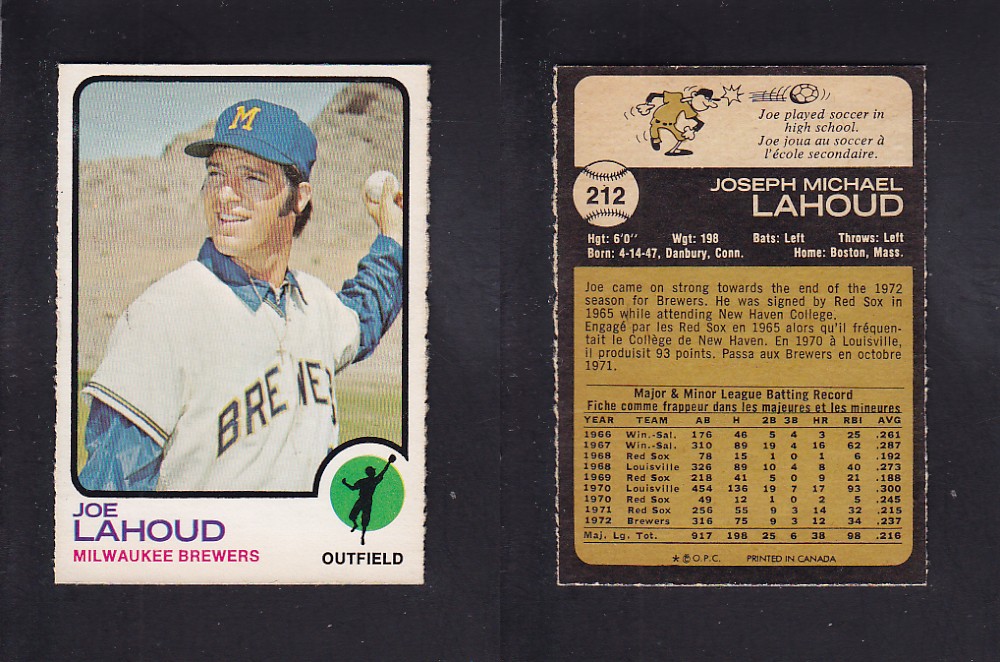 M
BREWE
JOE
LAHOUD
MILWAUKEE BREWERS
OUTFIELD
Joe played soccer in
high school.
Joe joua au soccer à
l'école secondaire.
212
JOSEPH MICHAEL
LAHOUD
Hgt: 6'0" Wgt: 198 Bats: Left Throws: Left
Born: 4-14-47, Danbury, Conn. Home: Boston, Mass.
Joe came on strong towards the end of the 1972
season for Brewers. He was signed by Red Sox in
1965 while attending New Haven College.
Engagé par les Red Sox en 1965 alors qu'il fréquen-
tait le Collège de New Haven. En 1970 à Louisville,
il produisit 93 points. Passa aux Brewers en octobre
1971.
Major & Minor League Batting Record
Fiche comme frappeur dans les majeures et les mineures
YEAR TEAM AB H 2B 3B HR RBI AVG
1966 Win.-Sal. 176 46 5 4 3 25 .261
1967 Win.-Sal. 310 89 19 4 16 62 .287
1968 Red Sox 78 15 1 0 1 6 .192
1968 Louisville 326 89 10 4 8 40 .273
1969 Red Sox 218 41 5 0 9 21 .188
1970 Louisville 454 136 19 7 17 93 .300
1970 Red Sox 49 12 1 0 2 5 .245
1971 Red Sox 256 55 9 3 14 32 .215
1972 Brewers 316 75 9 3 12 34 .237
Maj. Lg. Tot. 917 198 25 6 38 98 .216
* © O.P.C. PRINTED IN CANADA